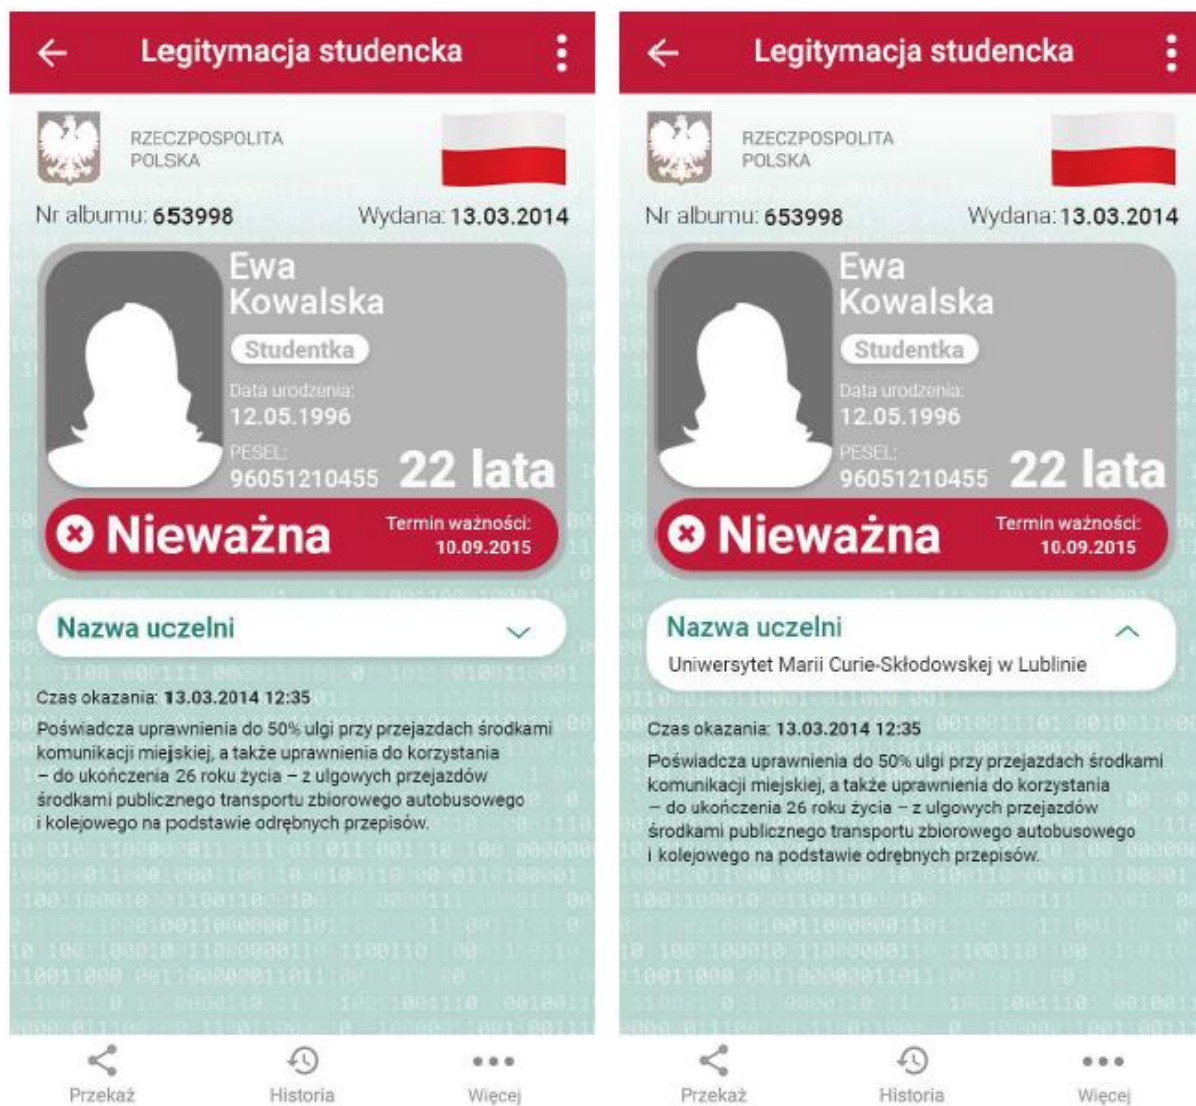 Legitymacja studencka
RZECZPOSPOLITA
POLSKA
Nr albumu: 653998 Wydana: 13.03.2014
Ewa
Kowalska
Studentka
Data urodzenia:
12.05.1996
PESEL:
96051210455
22 lata
Nieważna
Termin ważności:
10.09.2015
Nazwa uczelni
Czas okazania: 13.03.2014 12:35
Poświadcza uprawnienia do 50% ulgi przy przejazdach środkami
komunikacji miejskiej, a także uprawnienia do korzystania
– do ukończenia 26 roku życia – z ulgowych przejazdów
środkami publicznego transportu zbiorowego autobusowego
i kolejowego na podstawie odrębnych przepisów.
Przekaż Historia Więcej
Legitymacja studencka
RZECZPOSPOLITA
POLSKA
Nr albumu: 653998 Wydana: 13.03.2014
Ewa
Kowalska
Studentka
Data urodzenia:
12.05.1996
PESEL:
96051210455
22 lata
Nieważna
Termin ważności:
10.09.2015
Nazwa uczelni
Uniwersytet Marii Curie-Skłodowskej w Lublinie
Czas okazania: 13.03.2014 12:35
Poświadcza uprawnienia do 50% ulgi przy przejazdach środkami
komunikacji miejskiej, a także uprawnienia do korzystania
– do ukończenia 26 roku życia – z ulgowych przejazdów
środkami publicznego transportu zbiorowego autobusowego
i kolejowego na podstawie odrębnych przepisów.
Przekaż Historia Więcej